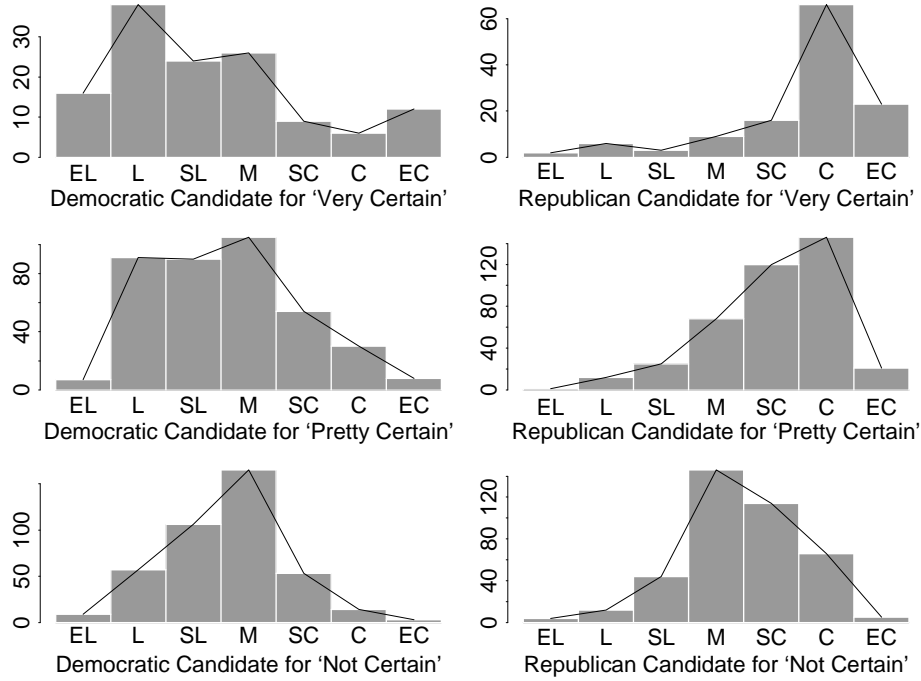 0 10 20 30
EL L SL M SC C EC
Democratic Candidate for ‘Very Certain’
0 20 40 60
EL L SL M SC C EC
Republican Candidate for ‘Very Certain’
0 40 80
EL L SL M SC C EC
Democratic Candidate for ‘Pretty Certain’
0 40 80 120
EL L SL M SC C EC
Republican Candidate for ‘Pretty Certain’
0 50 100
EL L SL M SC C EC
Democratic Candidate for ‘Not Certain’
0 40 80 120
EL L SL M SC C EC
Republican Candidate for ‘Not Certain’